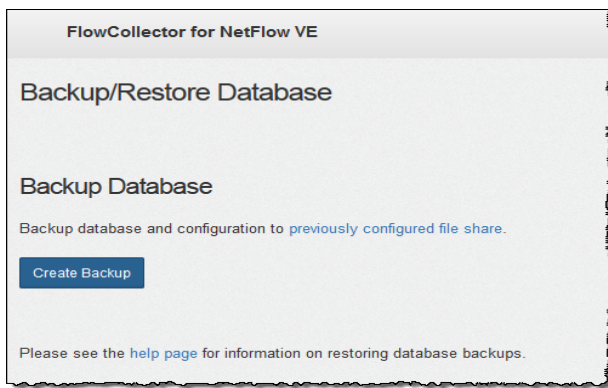 FlowCollector for NetFlow VE
Backup/Restore Database
Backup Database
Backup database and configuration to previously configured file share.
Create Backup
Please see the help page for information on restoring database backups.